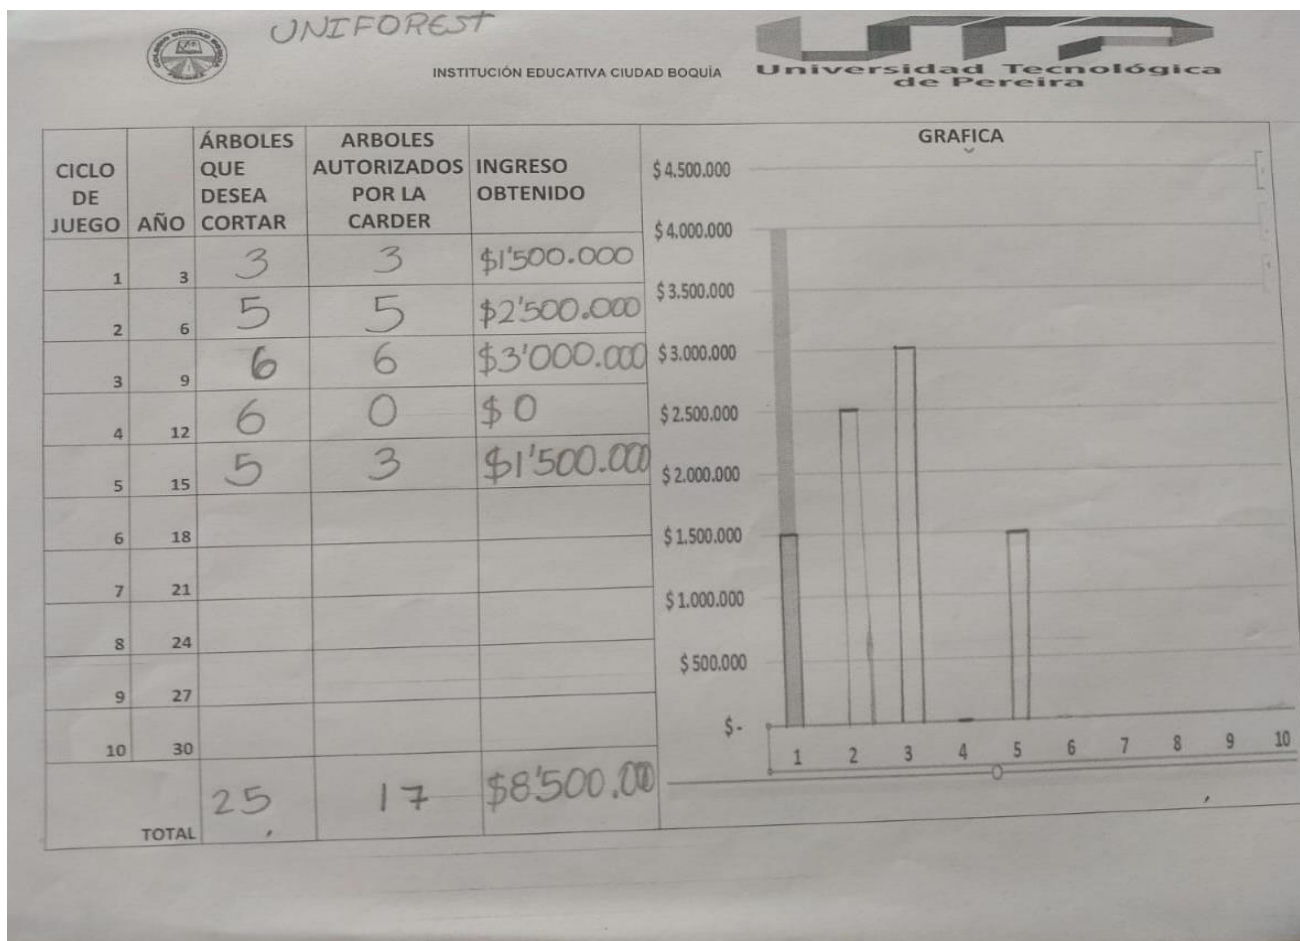 UNIFOREST
INSTITUCIÓN EDUCATIVA CIUDAD BOQUÍA
UTP
Universidad Tecnológica
de Pereira
CICLO DE JUEGO AÑO ÁRBOLES QUE DESEA CORTAR ARBOLES AUTORIZADOS POR LA CARDER INGRESO OBTENIDO
1 3 3 3 $1'500.000
2 6 5 5 $2'500.000
3 9 6 6 $3'000.000
4 12 6 0 $0
5 15 5 3 $1'500.000
6 18
7 21
8 24
9 27
10 30
TOTAL 25 17 $8'500.00
GRAFICA
$ 4.500.000
$ 4.000.000
$ 3.500.000
$ 3.000.000
$ 2.500.000
$ 2.000.000
$ 1.500.000
$ 1.000.000
$ 500.000
$-
1 2 3 4 5 6 7 8 9 10